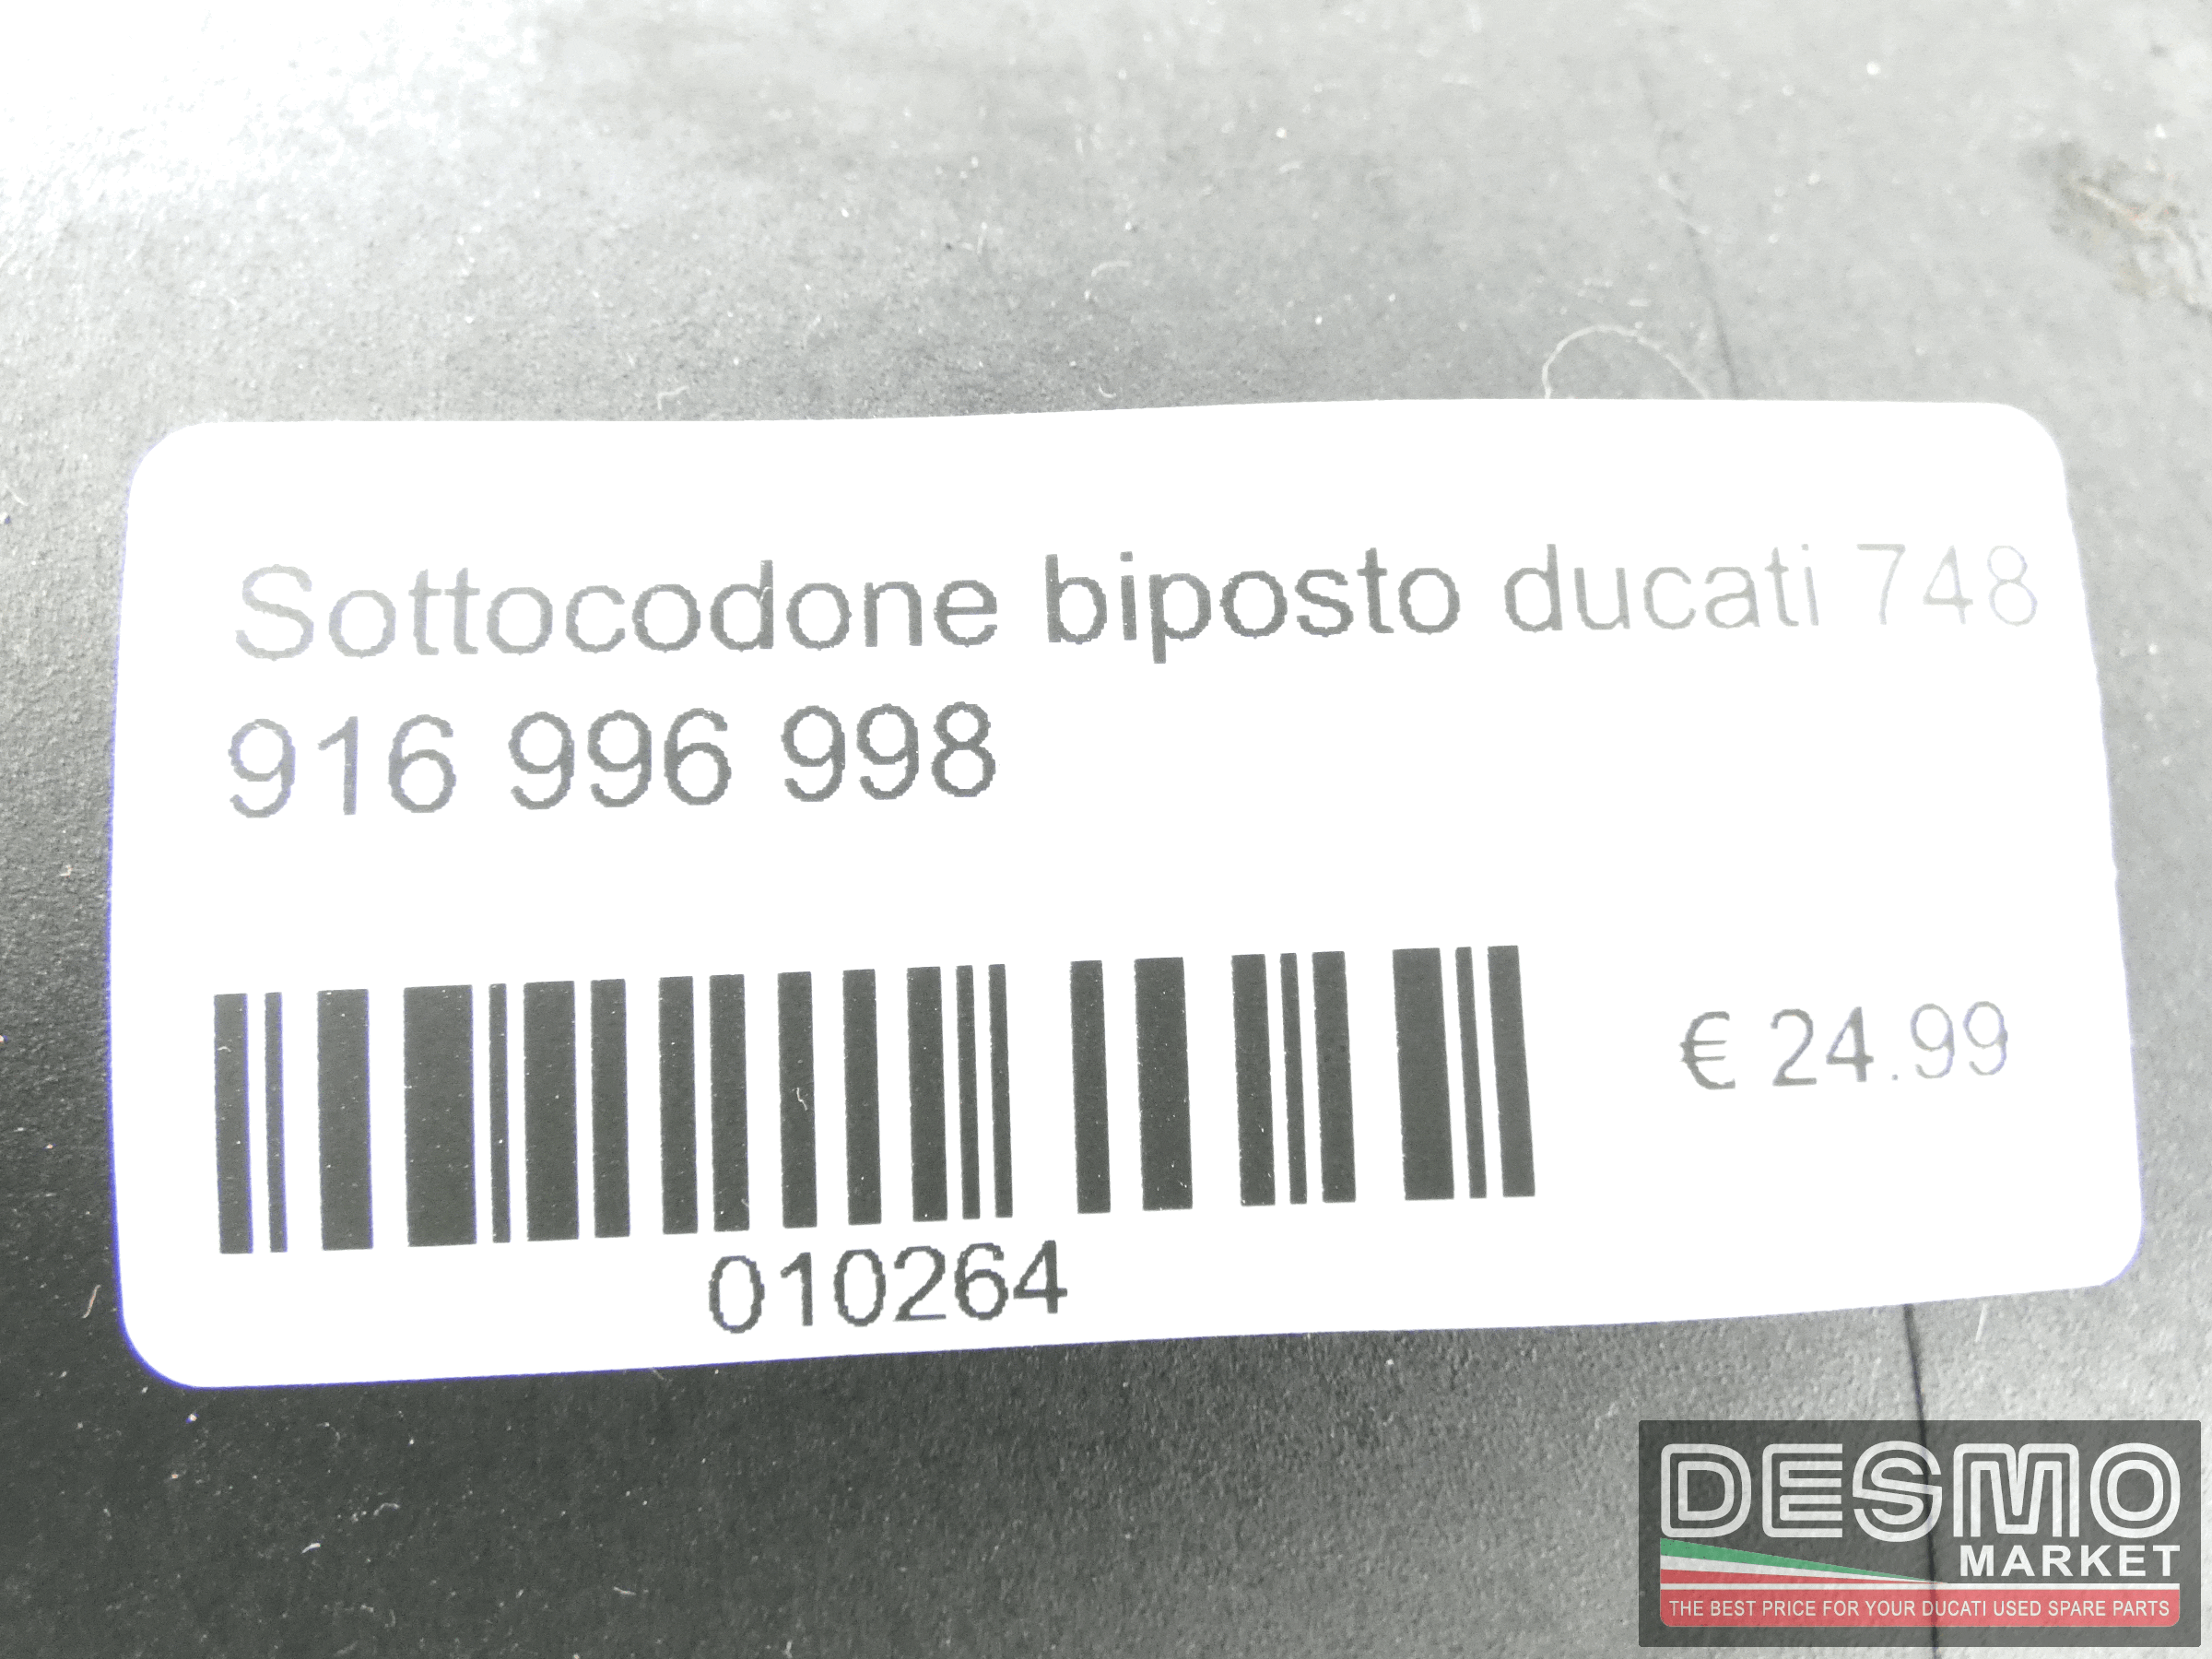 Sottocodone biposto ducati 748
916 996 998
€ 24.99
010264
DESMO
MARKET
THE BEST PRICE FOR YOUR DUCATI USED SPARE PARTS